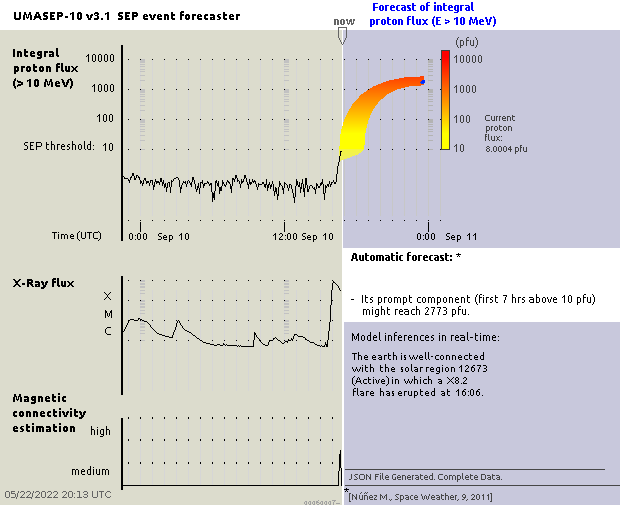 UMASEP-10 v3.1 SEP event forecaster
now
Forecast of integral
proton flux (E > 10 MeV)
Integral
proton flux
(> 10 MeV)
10000
1000
100
SEP threshold: 10
(pfu)
10000
1000
100
10
Current
proton
flux:
8.0004 pfu
Time (UTC)
0:00 Sep 10
12:00 Sep 10
0:00 Sep 11
Automatic forecast: *
- Its prompt component (first 7 hrs above 10 pfu)
might reach 2773 pfu.
X-Ray flux
X
M
C
Model inferences in real-time:
The earth is well-connected
with the solar region 12673
(Active) in which a X8.2
flare has erupted at 16:06.
Magnetic
connectivity
estimation
high
medium
JSON File Generated. Complete Data.
05/22/2022 20:13 UTC
*
[Núñez M., Space Weather, 9, 2011]